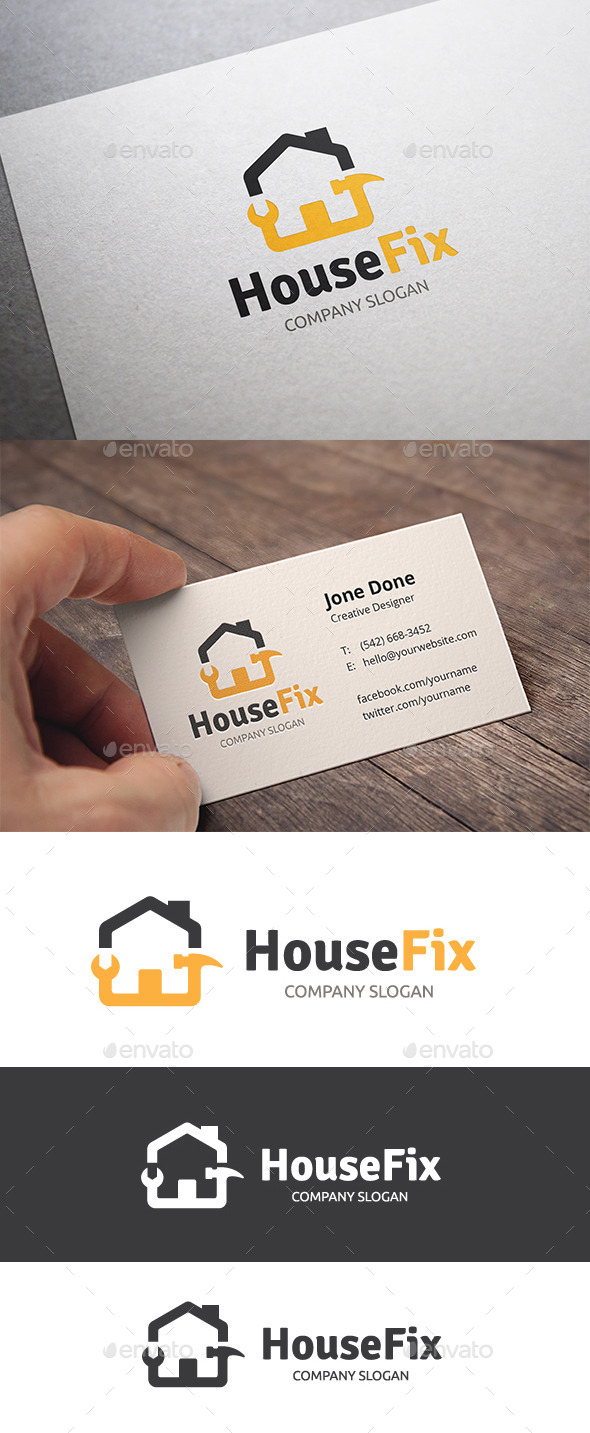 envato envato
HouseFix
COMPANY SLOGAN
envato envato
Jone Done
Creative Designer
T: (542) 668-3452
E: hello@yourwebsite.com
facebook.com/yourname
twitter.com/yourname
HouseFix
COMPANY SLOGAN
envato envato
HouseFix
COMPANY SLOGAN
envato envato
HouseFix
COMPANY SLOGAN
HouseFix
envato envato
COMPANY SLOGAN